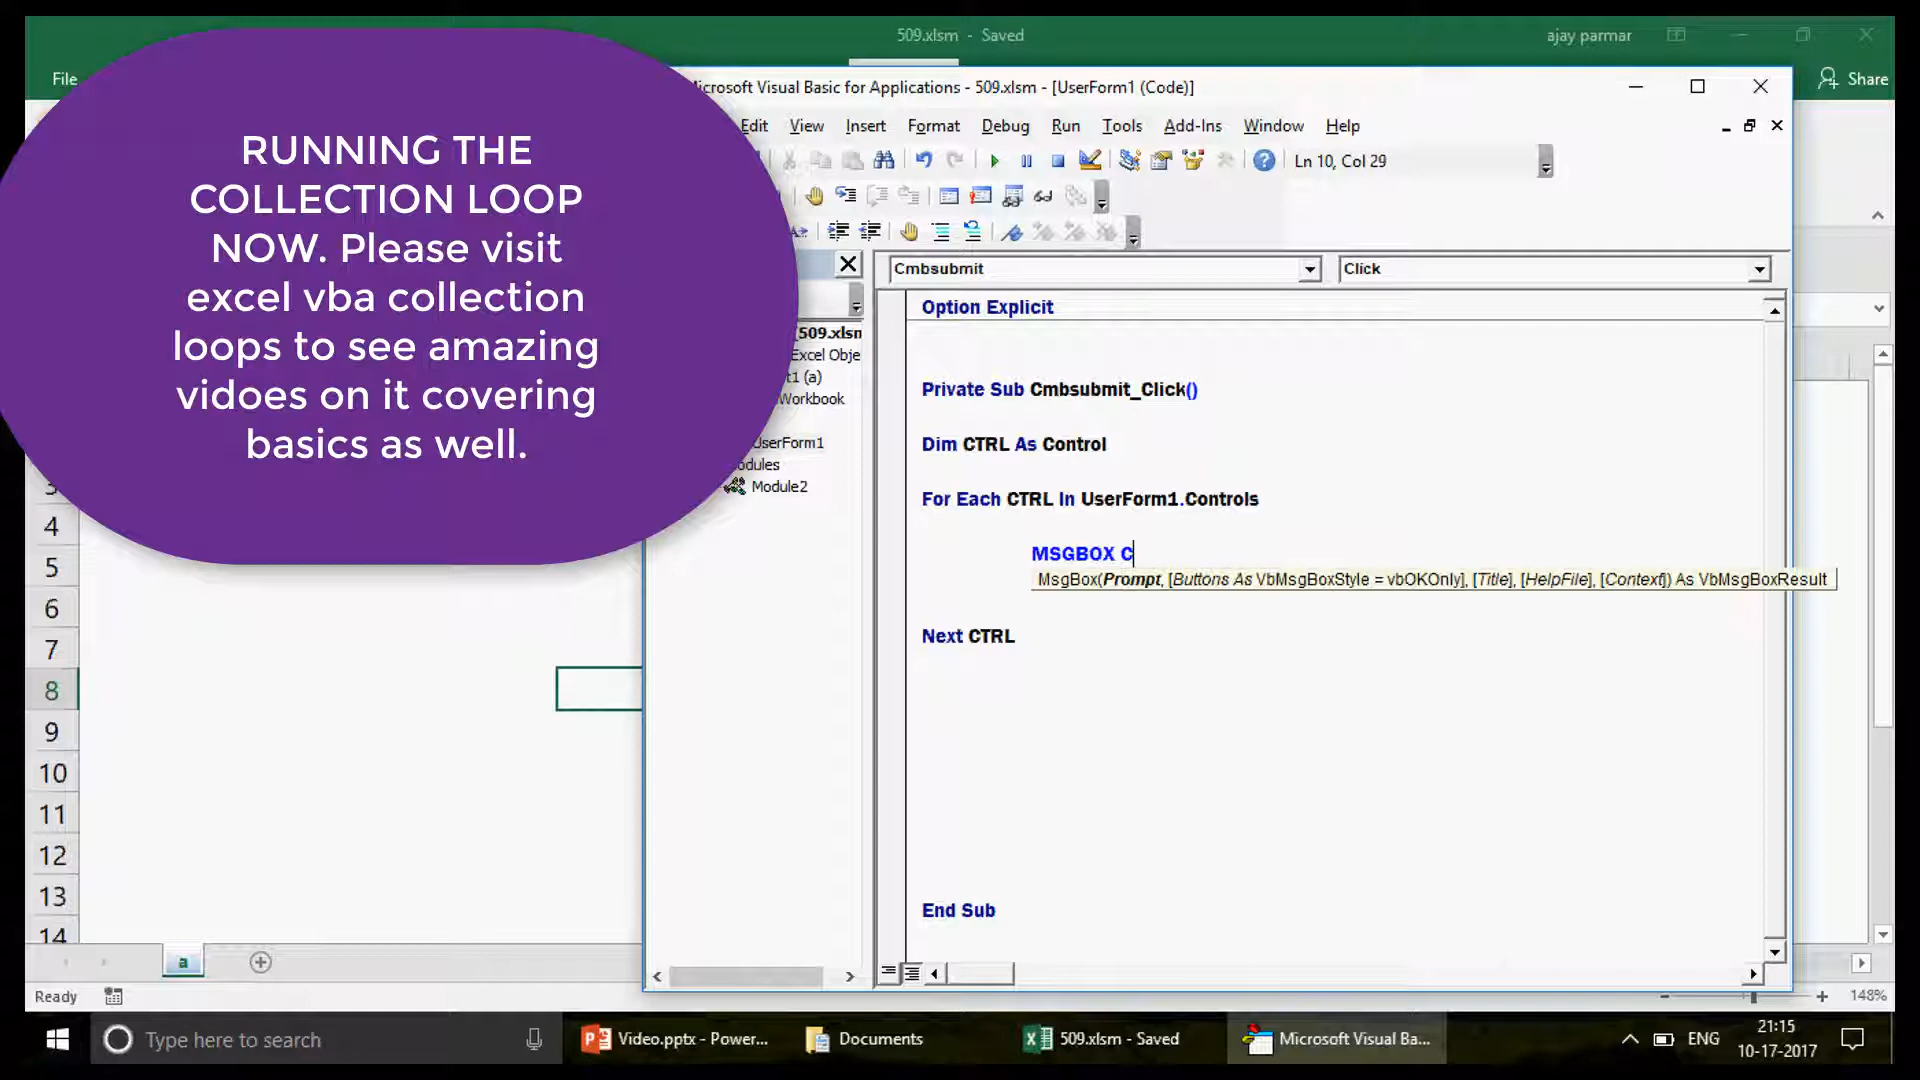 509.xlsm - Saved
ajay parmar
File
Share
RUNNING THE
COLLECTION LOOP
NOW. Please visit
excel vba collection
loops to see amazing
vidoes on it covering
basics as well.
Microsoft Visual Basic for Applications - 509.xlsm - [UserForm1 (Code)]
Edit View Insert Format Debug Run Tools Add-Ins Window Help
Ln 10, Col 29
Cmbsubmit
Click
509.xlsm
Excel Obje
t1 (a)
Workbook
UserForm1
odules
Module2
Option Explicit
Private Sub Cmbsubmit_Click()
Dim CTRL As Control
For Each CTRL In UserForm1.Controls
MSGBOX C
MsgBox(Prompt, [Buttons As VbMsgBoxStyle = vbOKOnly], [Title], [HelpFile], [Context]) As VbMsgBoxResult
Next CTRL
End Sub
3
4
5
6
7
8
9
10
11
12
13
14
a
Ready
148%
Type here to search
Video.pptx - Power...
Documents
509.xlsm - Saved
Microsoft Visual Ba...
ENG
21:15
10-17-2017